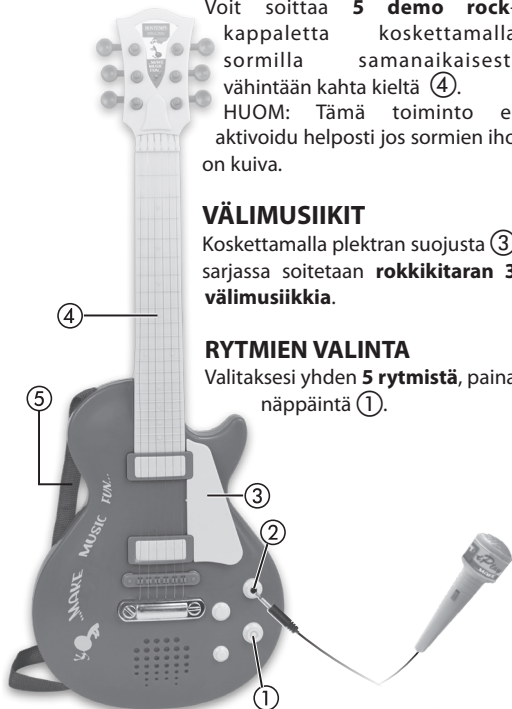 Voit soittaa 5 demo rock-
kappaletta koskettamalla
sormilla samanaikaisest
vähintään kahta kieltä ④.
HUOM: Tämä toiminto e
aktivoidu helposti jos sormien iho
on kuiva.
VÄLIMUSIIKIT
Koskettamalla plektran suojusta ③
sarjassa soitetaan rokkikitaran 3
välimusiikkia.
RYTMIEN VALINTA
Valitaksesi yhden 5 rytmistä, paina
näppäintä ①.
④
⑤
③
②
①
...MAKE MUSIC FUN...